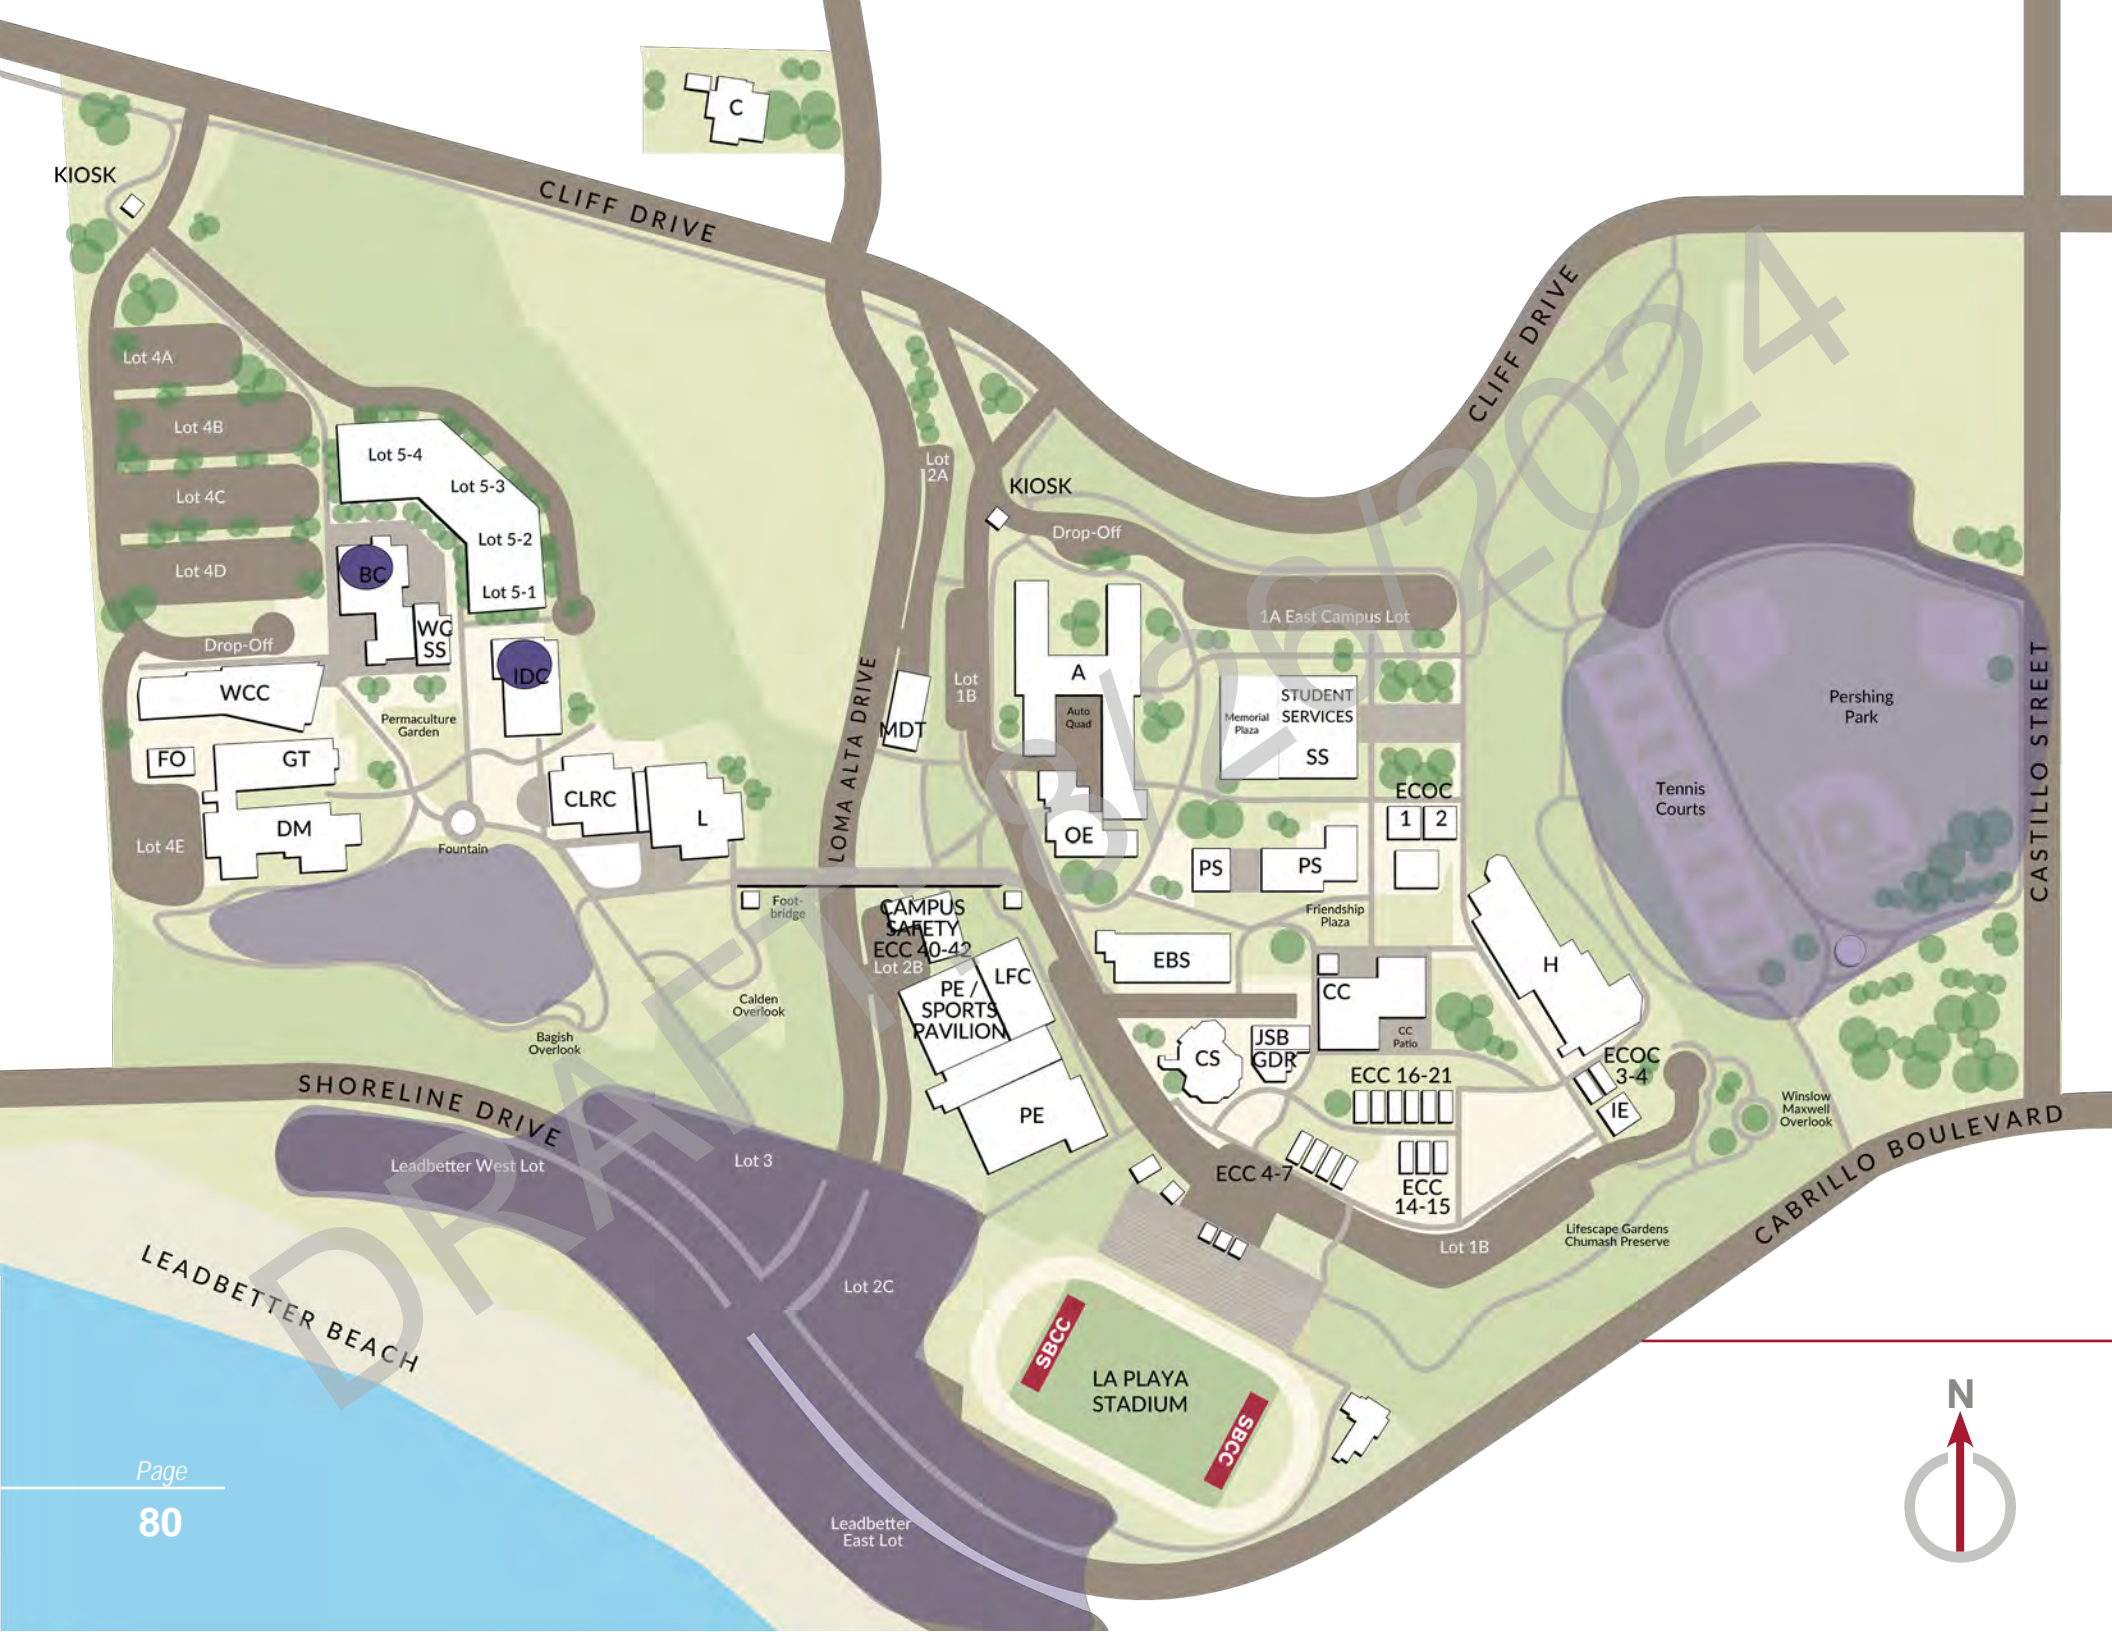 C
KIOSK
CLIFF DRIVE
CLIFF DRIVE
Lot 4A
Lot 4B
Lot 4C
Lot 4D
Lot 5-4
Lot 5-3
Lot 5-2
Lot 5-1
Lot
2A
KIOSK
Drop-Off
1A East Campus Lot
BC
WC
SS
IDC
Drop-Off
WCC
Permaculture
Garden
FO
GT
CLRC
L
DM
Lot 4E
Fountain
LOMA ALTA DRIVE
MDT
Lot
1B
A
Auto
Quad
OE
Memorial
Plaza
STUDENT
SERVICES
SS
ECOC
1
2
PS
PS
Friendship
Plaza
Pershing
Park
Tennis
Courts
CASTILLO STREET
Foot-
bridge
CAMPUS
SAFETY
ECC 40-42
Lot 2B
LFC
PE /
SPORTS
PAVILION
PE
EBS
H
CC
CC
Patio
JSB
GDR
CS
ECC 16-21
ECOC
3-4
IE
Winslow
Maxwell
Overlook
Calden
Overlook
Bagish
Overlook
SHORELINE DRIVE
Leadbetter West Lot
Lot 3
ECC 4-7
ECC
14-15
Lot 1B
Lifescape Gardens
Chumash Preserve
CABRILLO BOULEVARD
LEADBETTER BEACH
Lot 2C
SBCC
LA PLAYA
STADIUM
SBCC
Leadbetter
East Lot
N
Page
80
DRAFT: 8/26/2024